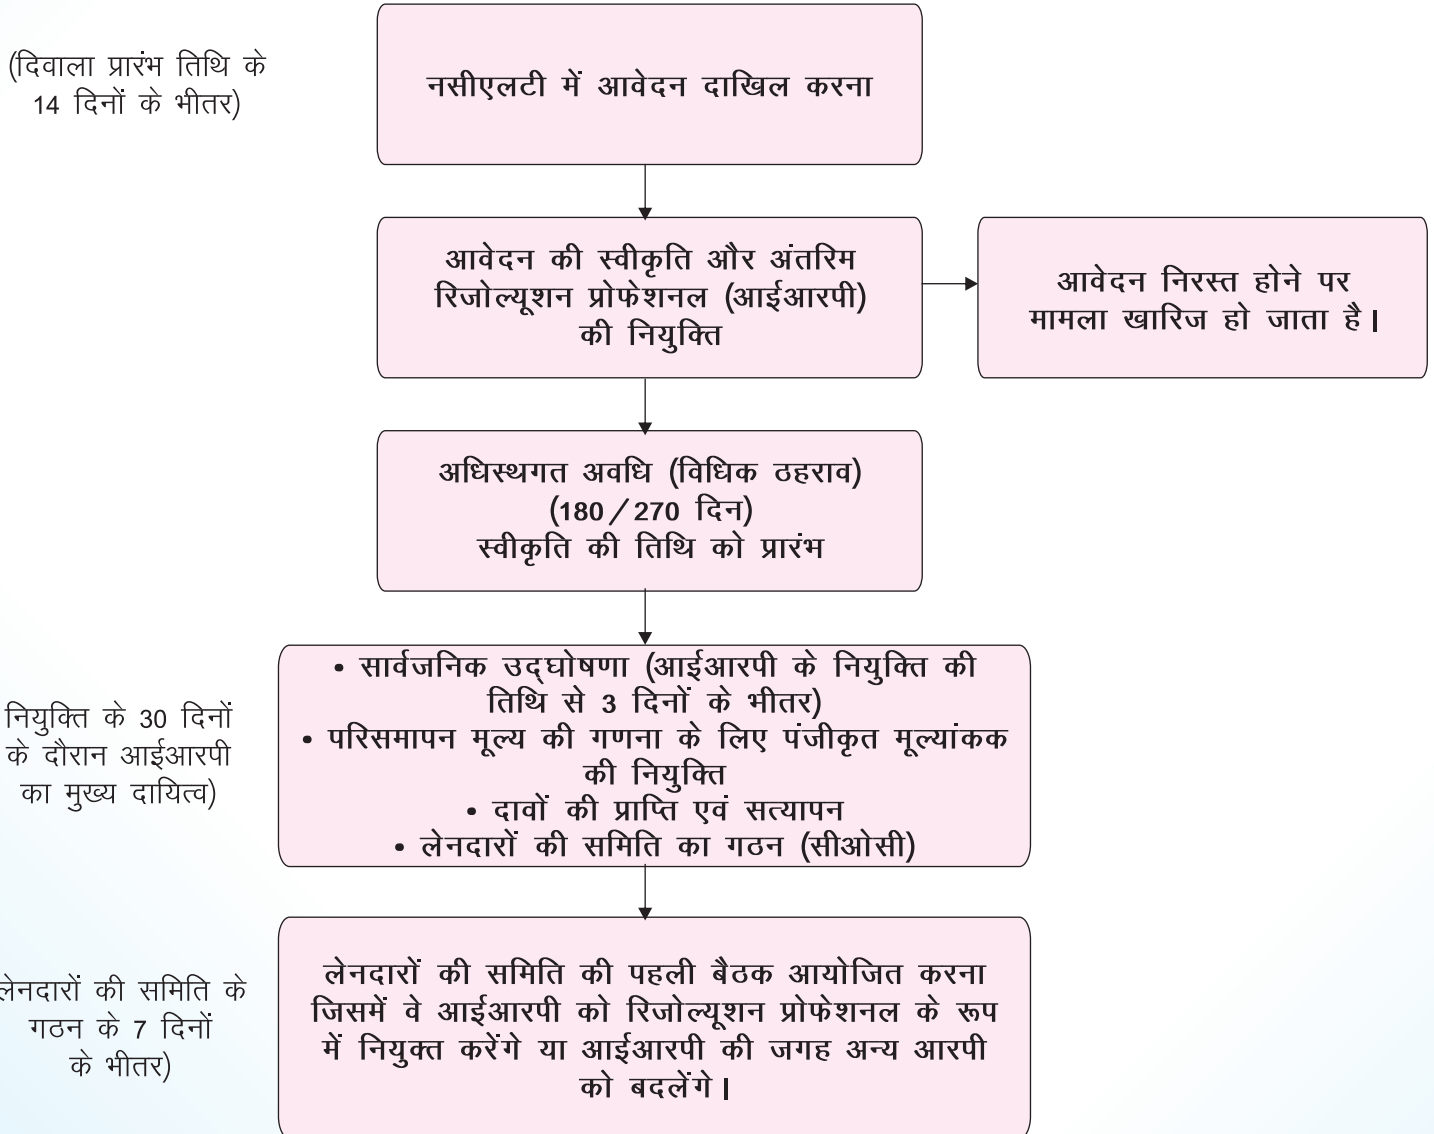 (दिवाला प्रारंभ तिथि के
14 दिनों के भीतर)
नसीएलटी में आवेदन दाखिल करना
आवेदन की स्वीकृति और अंतरिम
रिजोल्यूशन प्रोफेशनल (आईआरपी)
की नियुक्ति
आवेदन निरस्त होने पर
मामला खारिज हो जाता है।
अधिस्थगत अवधि (विधिक ठहराव)
(180/270 दिन)
स्वीकृति की तिथि को प्रारंभ
नियुक्ति के 30 दिनों
के दौरान आईआरपी
का मुख्य दायित्व)
• सार्वजनिक उद्घोषणा (आईआरपी के नियुक्ति की
तिथि से 3 दिनों के भीतर)
• परिसमापन मूल्य की गणना के लिए पंजीकृत मूल्यांकक
की नियुक्ति
• दावों की प्राप्ति एवं सत्यापन
• लेनदारों की समिति का गठन (सीओसी)
लेनदारों की समिति के
गठन के 7 दिनों
के भीतर)
लेनदारों की समिति की पहली बैठक आयोजित करना
जिसमें वे आईआरपी को रिजोल्यूशन प्रोफेशनल के रूप
में नियुक्त करेंगे या आईआरपी की जगह अन्य आरपी
को बदलेंगे।